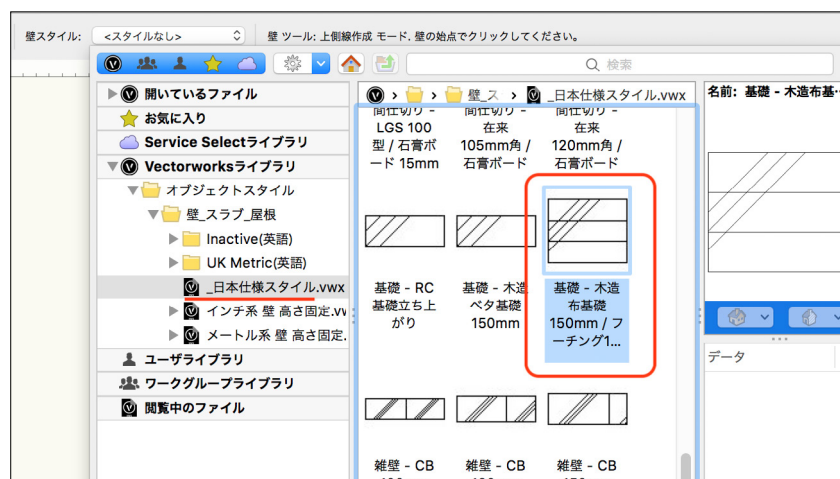 壁スタイル: <スタイルなし> 壁 ツール: 上側線作成 モード. 壁の始点でクリックしてください。
検索
開いているファイル
お気に入り
Service Selectライブラリ
Vectorworksライブラリ
オブジェクトスタイル
壁_スラブ_屋根
Inactive(英語)
UK Metric(英語)
_日本仕様スタイル.vwx
インチ系 壁 高さ固定.vw
メートル系 壁 高さ固定.
ユーザライブラリ
ワークグループライブラリ
閲覧中のファイル
壁_ス _日本仕様スタイル.vwx
間仕切り -
LGS 100
型 / 石膏ボ
ード 15mm
間仕切り -
在来
105mm角 /
石膏ボード
間仕切り -
在来
120mm角 /
石膏ボード
基礎 - RC
基礎立ち上
がり
基礎 - 木造
ベタ基礎
150mm
基礎 - 木造
布基礎
150mm / フ
ーチング1...
雑壁 - CB
雑壁 - CB
雑壁 - CB
名前: 基礎 - 木造布基…
データ